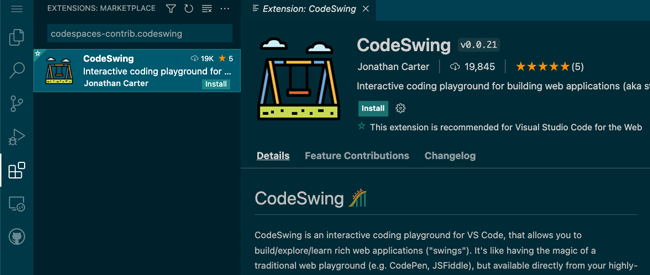 EXTENSIONS: MARKETPLACE
codespaces-contrib.codeswing
CodeSwing 19K ★ 5
Interactive coding playground for ...
Jonathan Carter Install
Extension: CodeSwing
CodeSwing v0.0.21
Jonathan Carter 19,845 ★★★★★(5)
Interactive coding playground for building web applications (aka s
Install
This extension is recommended for Visual Studio Code for the Web
Details Feature Contributions Changelog
CodeSwing
CodeSwing is an interactive coding playground for VS Code, that allows you to
build/explore/learn rich web applications ("swings"). It's like having the magic of a
traditional web playground (e.g. CodePen, JSFiddle), but available directly from your highly-